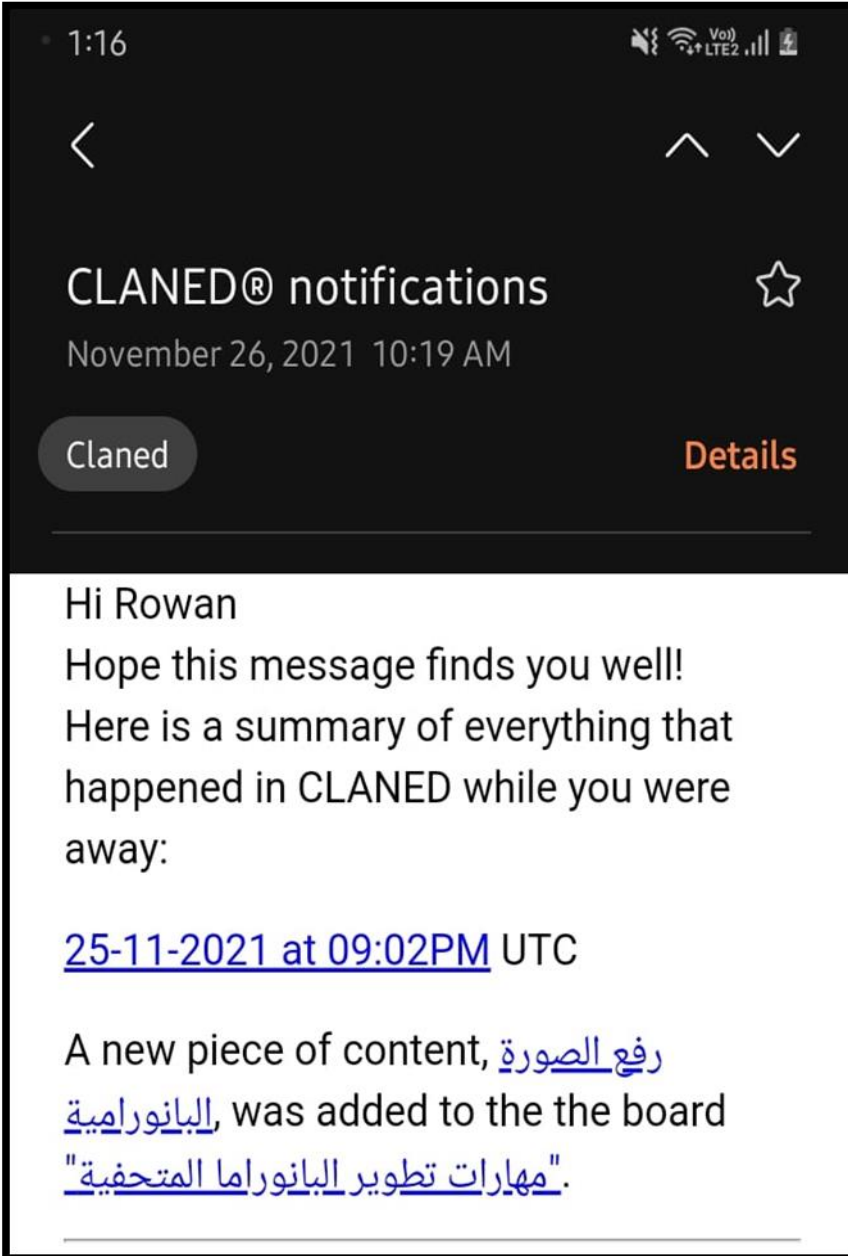 1:16
Vo)) LTE2
CLANED® notifications
November 26, 2021 10:19 AM
Claned
Details
Hi Rowan
Hope this message finds you well!
Here is a summary of everything that
happened in CLANED while you were
away:
25-11-2021 at 09:02PM UTC
A new piece of content, رفع الصورة
البانورامية, was added to the the board
"مهارات تطوير البانوراما المتحفية".